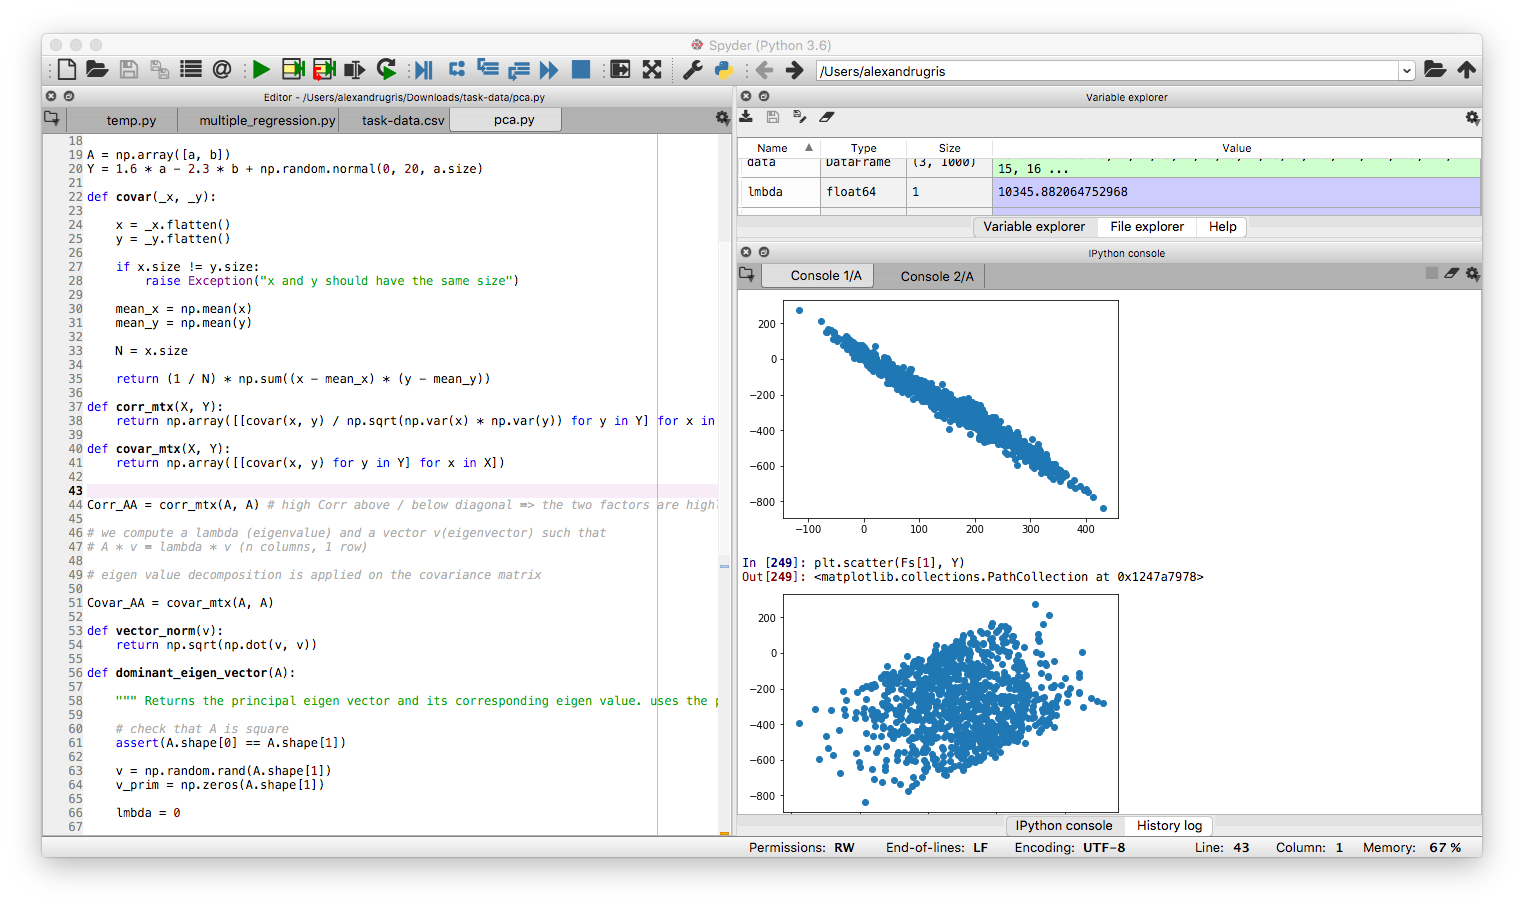 Spyder (Python 3.6)
/Users/alexandrugris
Editor - /Users/alexandrugris/Downloads/task-data/pca.py
temp.py
multiple_regression.py
task-data.csv
pca.py
18
19 A = np.array([a, b])
20 Y = 1.6 * a - 2.3 * b + np.random.normal(0, 20, a.size)
21
22 def covar(_x, _y):
23
24     x = _x.flatten()
25     y = _y.flatten()
26
27     if x.size != y.size:
28         raise Exception("x and y should have the same size")
29
30     mean_x = np.mean(x)
31     mean_y = np.mean(y)
32
33     N = x.size
34
35     return (1 / N) * np.sum((x - mean_x) * (y - mean_y))
36
37 def corr_mtx(X, Y):
38     return np.array([[covar(x, y) / np.sqrt(np.var(x) * np.var(y)) for y in Y] for x in
39
40 def covar_mtx(X, Y):
41     return np.array([[covar(x, y) for y in Y] for x in X])
42
43
44 Corr_AA = corr_mtx(A, A) # high Corr above / below diagonal => the two factors are highl
45
46 # we compute a lambda (eigenvalue) and a vector v(eigenvector) such that
47 # A * v = lambda * v (n columns, 1 row)
48
49 # eigen value decomposition is applied on the covariance matrix
50
51 Covar_AA = covar_mtx(A, A)
52
53 def vector_norm(v):
54     return np.sqrt(np.dot(v, v))
55
56 def dominant_eigen_vector(A):
57
58     """ Returns the principal eigen vector and its corresponding eigen value. uses the p
59
60     # check that A is square
61     assert(A.shape[0] == A.shape[1])
62
63     v = np.random.rand(A.shape[1])
64     v_prim = np.zeros(A.shape[1])
65
66     lmbda = 0
67
Variable explorer
Name Type Size Value
data DataFrame (3, 1000) 15, 16 ...
lmbda float64 1 10345.882064752968
Variable explorer File explorer Help
IPython console
Console 1/A Console 2/A
200
0
−200
−400
−600
−800
−100 0 100 200 300 400
In [249]: plt.scatter(Fs[1], Y)
Out[249]: <matplotlib.collections.PathCollection at 0x1247a7978>
200
0
−200
−400
−600
−800
IPython console History log
Permissions: RW End-of-lines: LF Encoding: UTF-8 Line: 43 Column: 1 Memory: 67 %